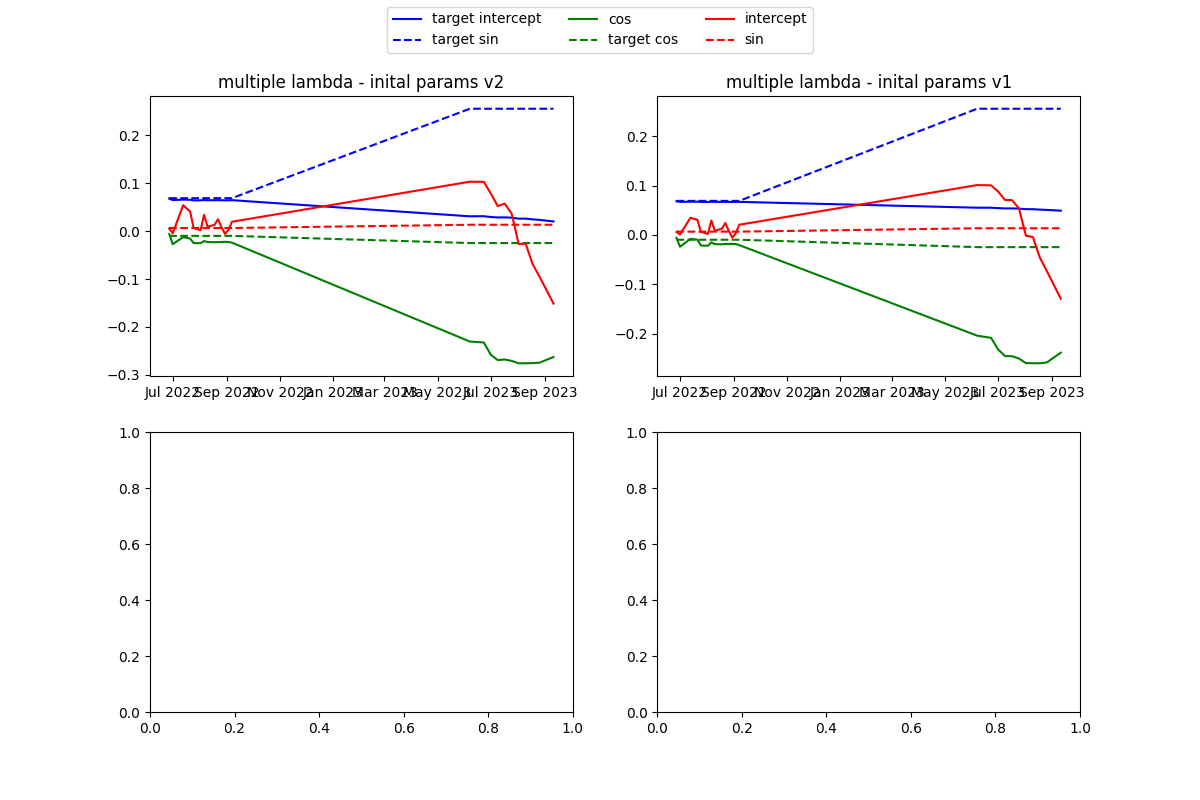 target intercept cos intercept
target sin target cos sin
multiple lambda - inital params v2
multiple lambda - inital params v1
0.2
0.1
0.0
−0.1
−0.2
−0.3
Jul 2022 Sep 2022 Nov 2022 Jan 2023 Mar 2023 May 2023 Jul 2023 Sep 2023
0.2
0.1
0.0
−0.1
−0.2
Jul 2022 Sep 2022 Nov 2022 Jan 2023 Mar 2023 May 2023 Jul 2023 Sep 2023
1.0
0.8
0.6
0.4
0.2
0.0
0.0 0.2 0.4 0.6 0.8 1.0
1.0
0.8
0.6
0.4
0.2
0.0
0.0 0.2 0.4 0.6 0.8 1.0